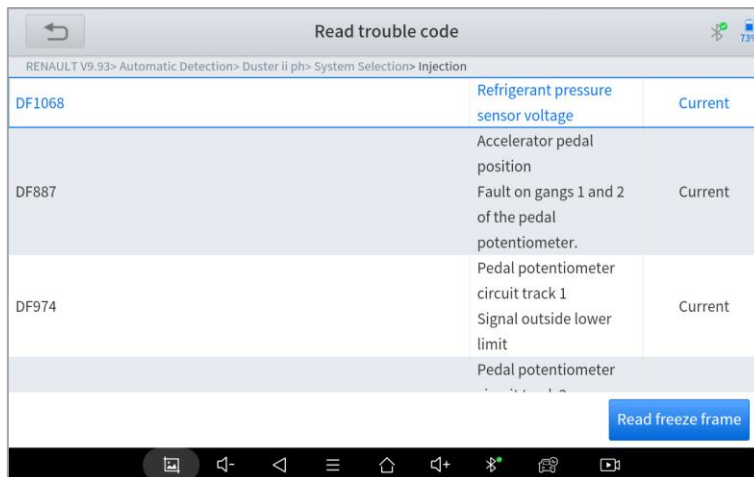 Read trouble code
73%
RENAULT V9.93> Automatic Detection> Duster ii ph> System Selection> Injection
DF1068
Refrigerant pressure
sensor voltage
Current
DF887
Accelerator pedal
position
Fault on gangs 1 and 2
of the pedal
potentiometer.
Current
DF974
Pedal potentiometer
circuit track 1
Signal outside lower
limit
Current
Pedal potentiometer
Read freeze frame